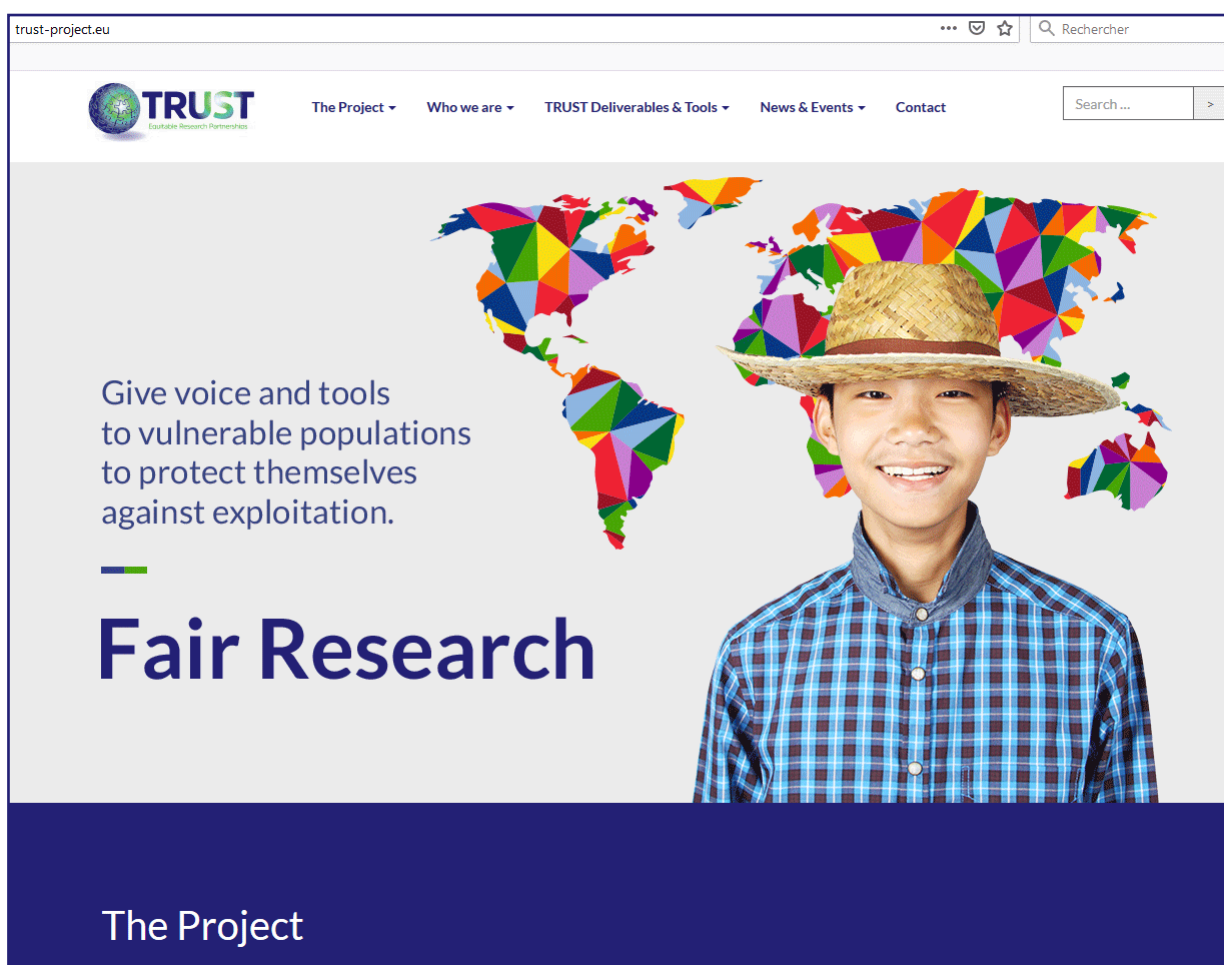 trust-project.eu
Rechercher
TRUST
Equitable Research Partnerships
The Project
Who we are
TRUST Deliverables & Tools
News & Events
Contact
Search ...
>
Give voice and tools
to vulnerable populations
to protect themselves
against exploitation.
Fair Research
The Project